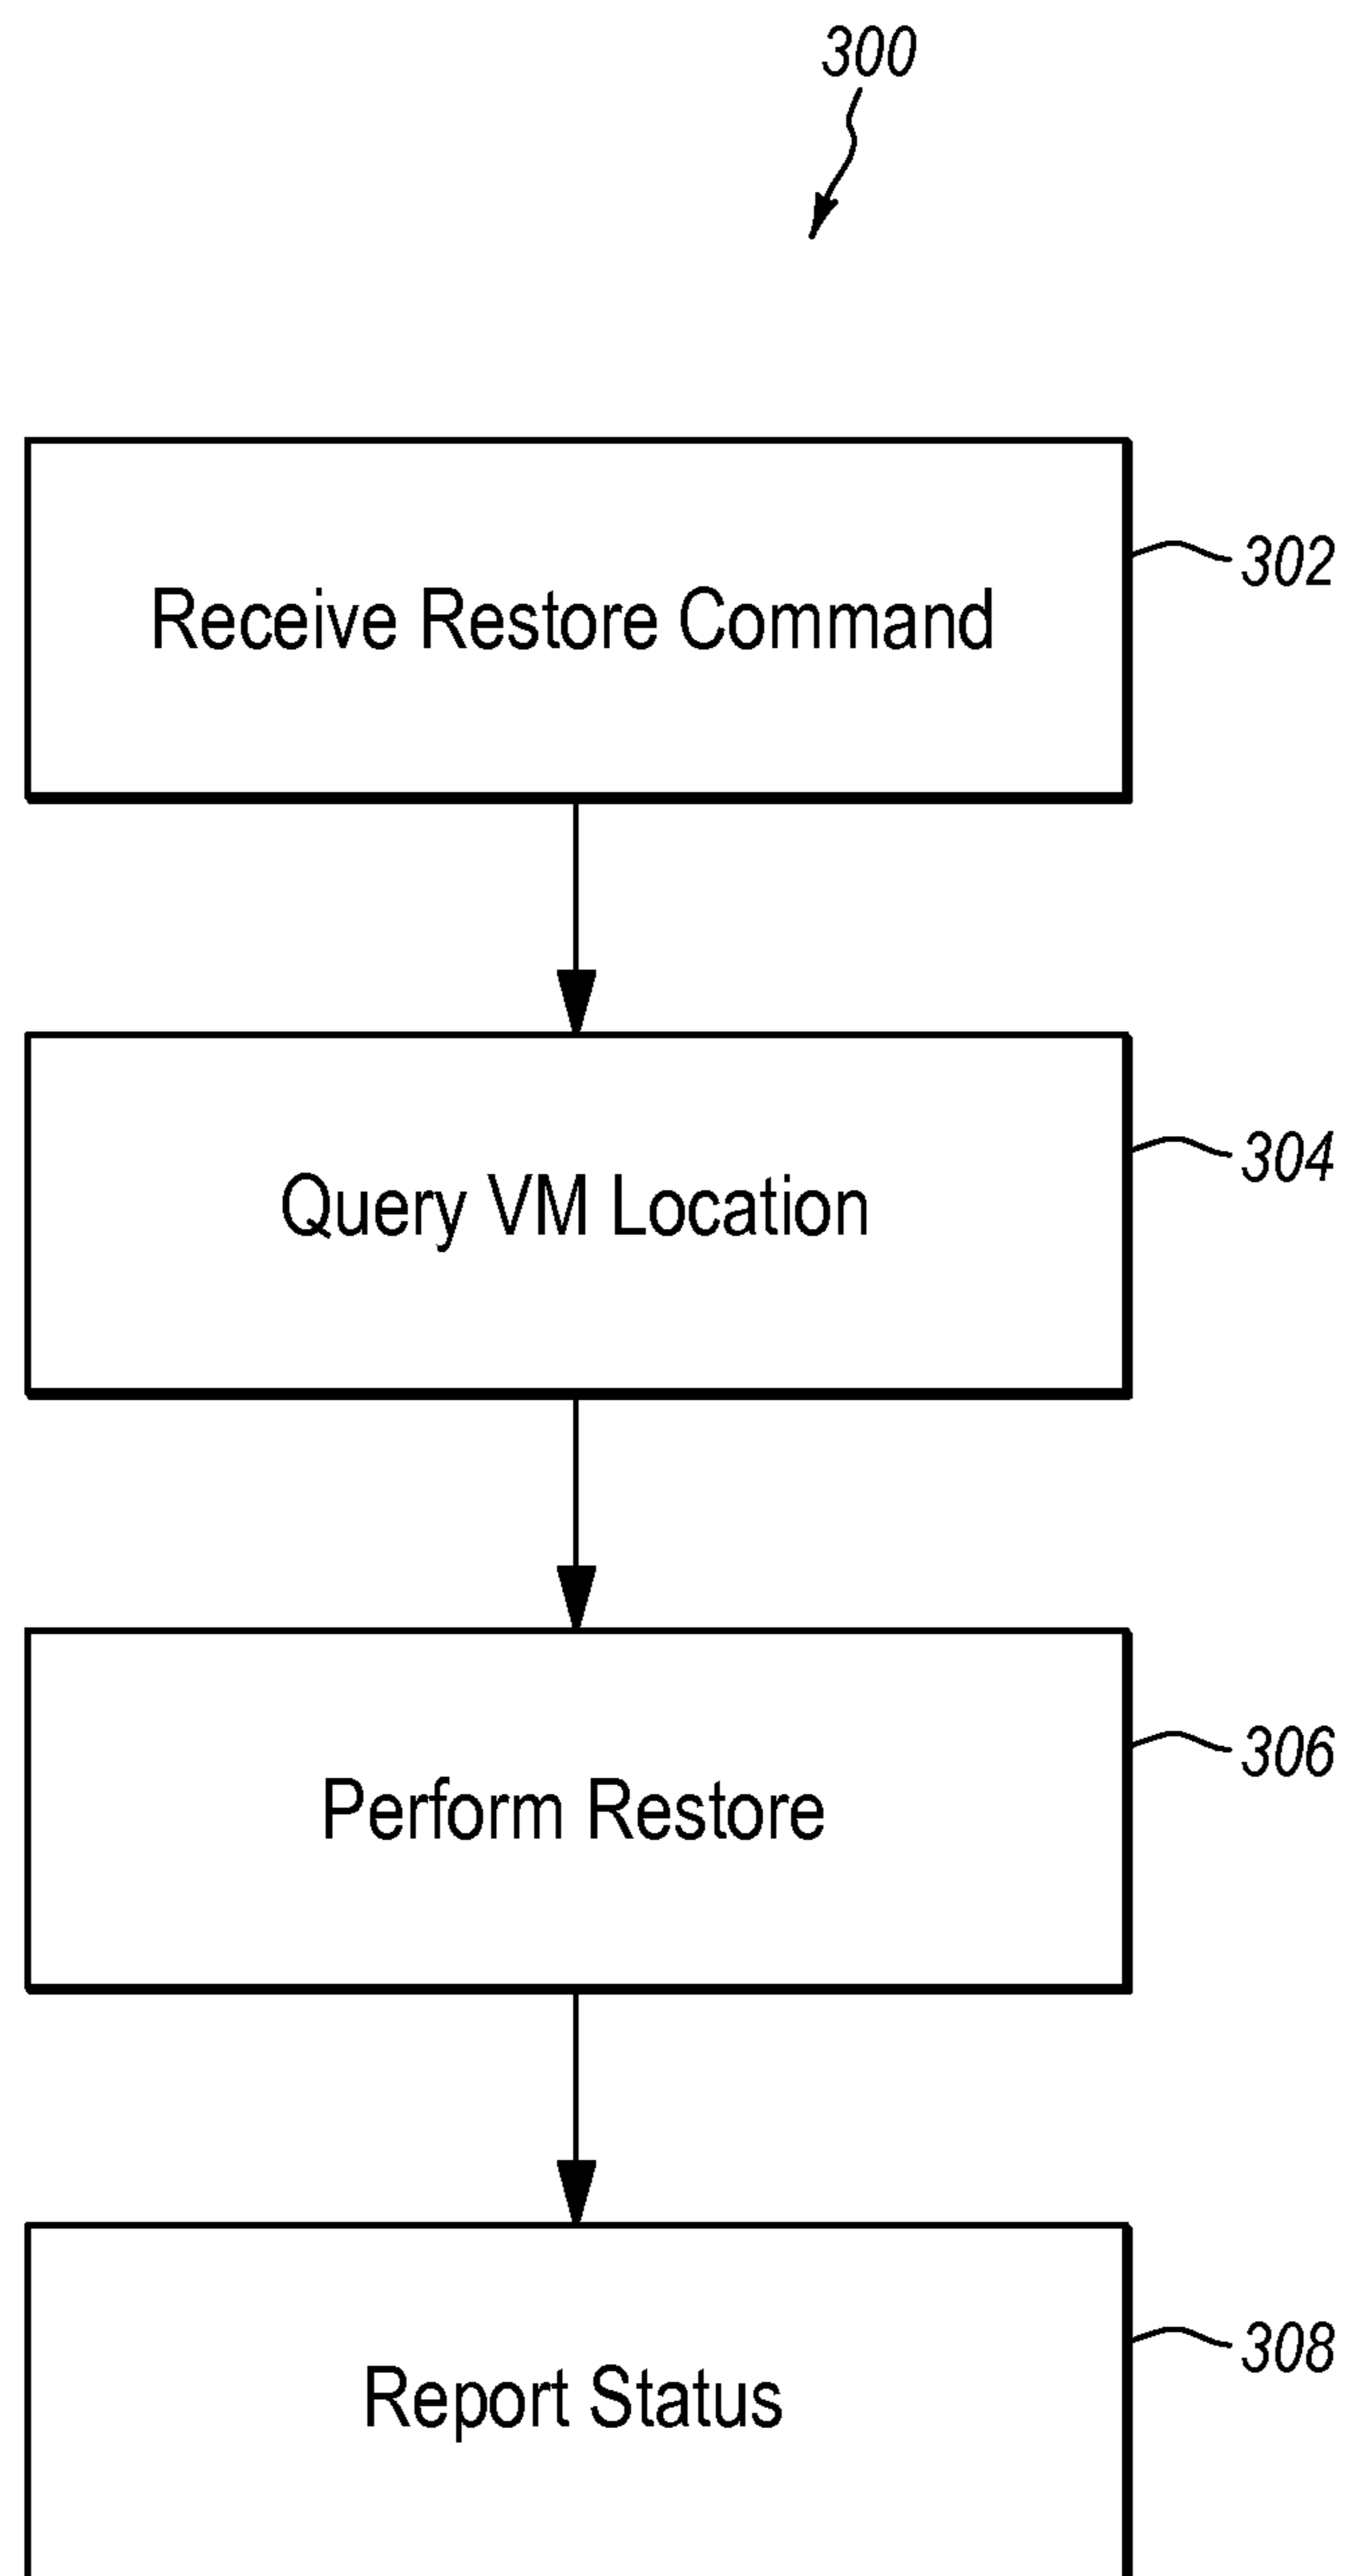 300
Receive Restore Command
302
Query VM Location
304
Perform Restore
306
Report Status
308